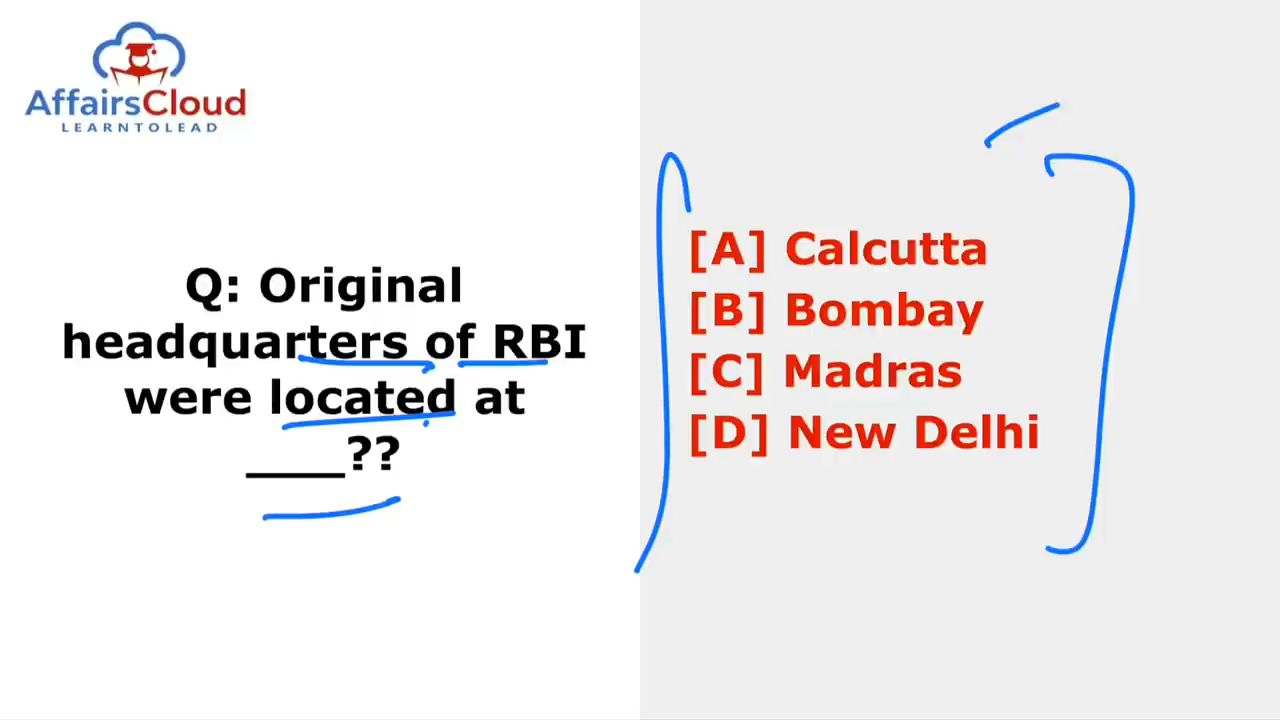 AffairsCloud
LEARNTOLEAD
Q: Original
headquarters of RBI
were located at
____??
[A] Calcutta
[B] Bombay
[C] Madras
[D] New Delhi